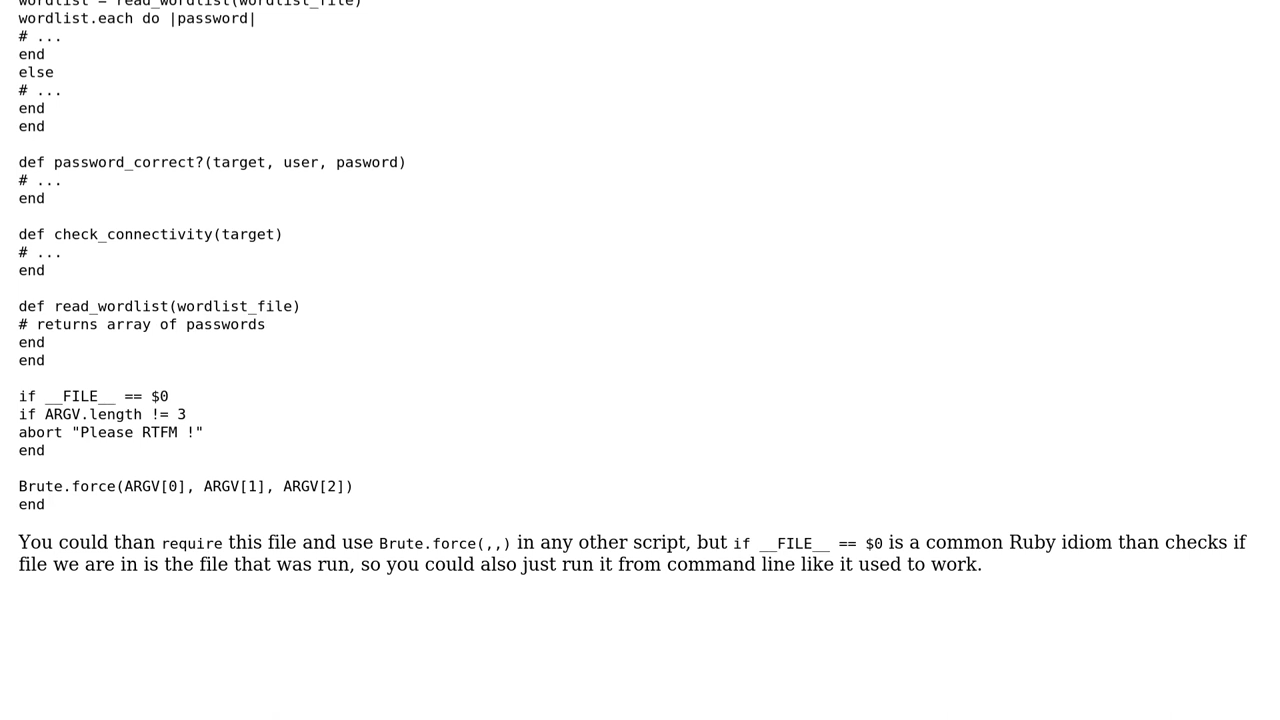 wordlist = read_wordlist(wordlist_file)
wordlist.each do |password|
# ...
end
else
# ...
end
end
def password_correct?(target, user, pasword)
# ...
end
def check_connectivity(target)
# ...
end
def read_wordlist(wordlist_file)
# returns array of passwords
end
end
if __FILE__ == $0
if ARGV.length != 3
abort "Please RTFM !"
end
Brute.force(ARGV[0], ARGV[1], ARGV[2])
end
You could than require this file and use Brute.force(,,) in any other script, but if __FILE__ == $0 is a common Ruby idiom than checks if
file we are in is the file that was run, so you could also just run it from command line like it used to work.